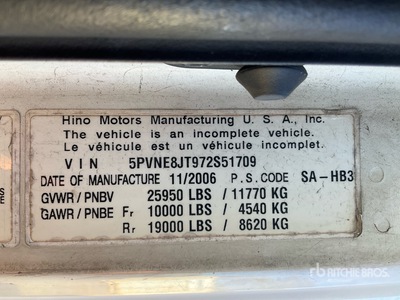 Hino Motors Manufacturing U. S. A., Inc.
The vehicle is an incomplete vehicle.
Le véhicule est un véhicule incomplet.
VIN 5PVNE8JT972S51709
DATE OF MANUFACTURE 11/2006 P.S.CODE SA-HB3
GVWR / PNBV 25950 LBS / 11770 KG
GAWR / PNBE Fr 10000 LBS / 4540 KG
Rr 19000 LBS / 8620 KG
rb RITCHIE BROS.